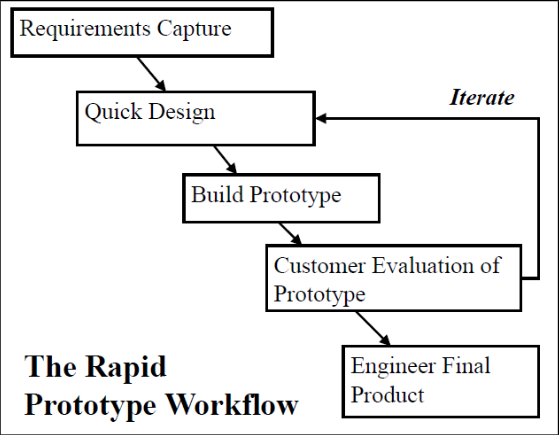 Requirements Capture
Iterate
Quick Design
Build Prototype
Customer Evaluation of
Prototype
Engineer Final
Product
The Rapid
Prototype Workflow